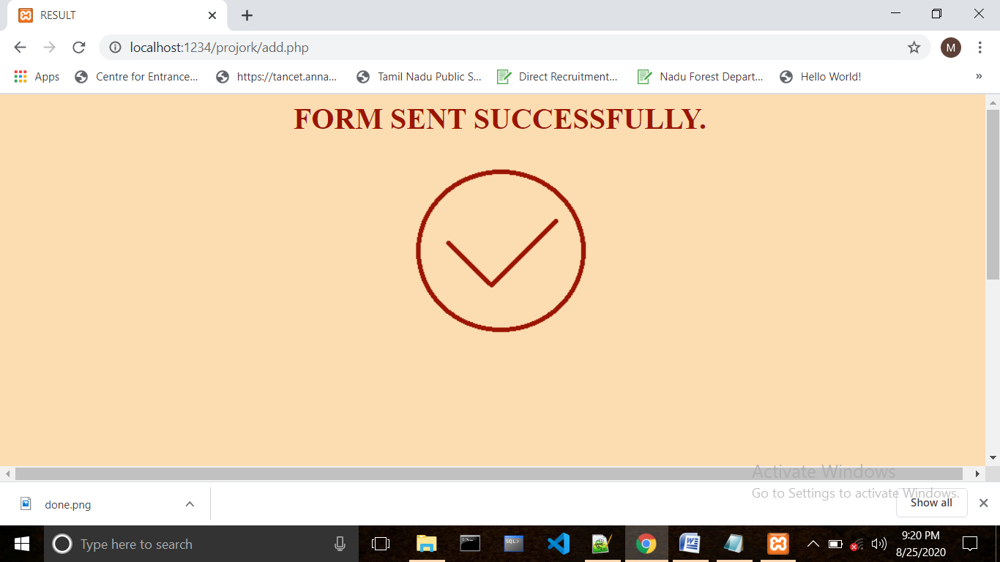 RESULT
localhost:1234/projork/add.php
M
Apps
Centre for Entrance...
https://tancet.anna...
Tamil Nadu Public S...
Direct Recruitment...
Nadu Forest Depart...
Hello World!
»
FORM SENT SUCCESSFULLY.
Activate Windows
Go to Settings to activate Windows.
done.png
Show all
Type here to search
SQL>
9:20 PM
8/25/2020